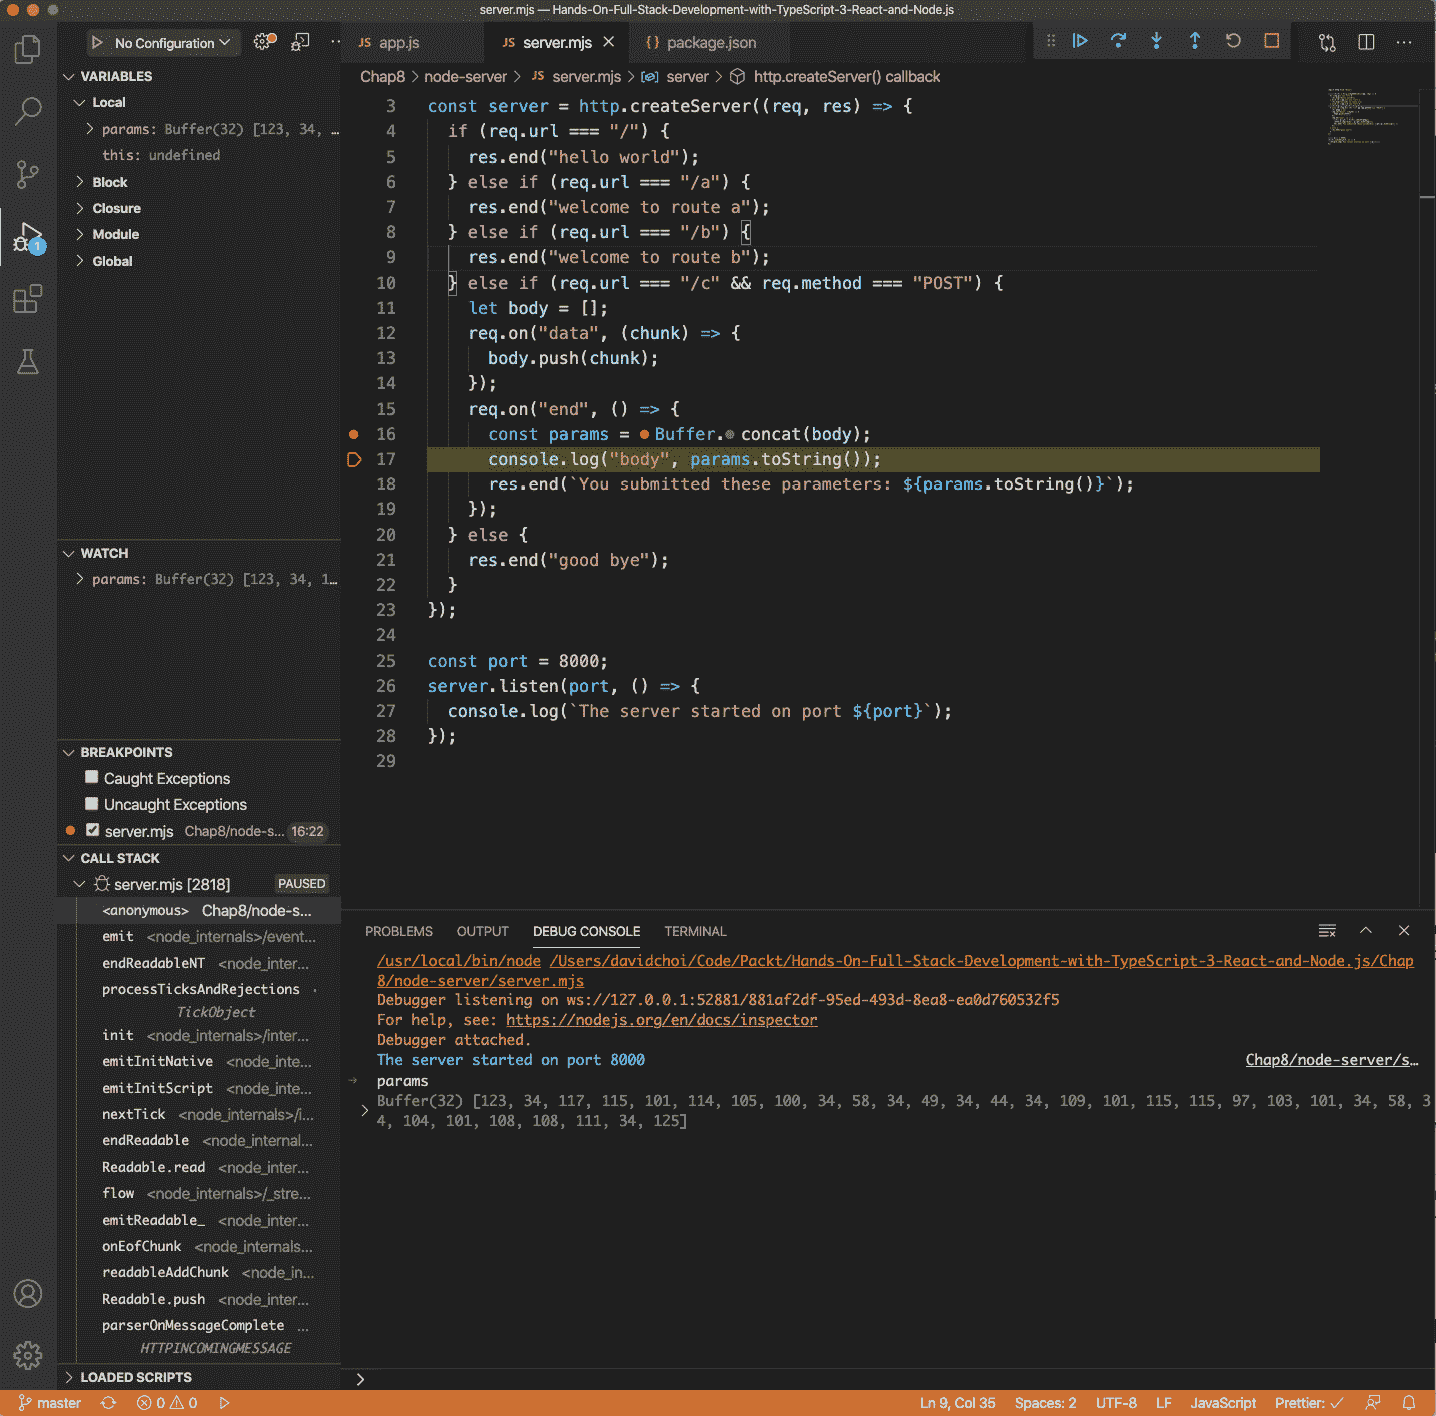 server.mjs — Hands-On-Full-Stack-Development-with-TypeScript-3-React-and-Node.js
No Configuration
JS app.js
JS server.mjs
{} package.json
VARIABLES
Local
params: Buffer(32) [123, 34, …
this: undefined
Block
Closure
Module
Global
WATCH
params: Buffer(32) [123, 34, 1…
BREAKPOINTS
Caught Exceptions
Uncaught Exceptions
server.mjs Chap8/node-s... 16:22
CALL STACK
server.mjs [2818] PAUSED
<anonymous> Chap8/node-s...
emit <node_internals>/event...
endReadableNT <node_inter...
processTicksAndRejections
TickObject
init <node_internals>/inter...
emitInitNative <node_inte...
emitInitScript <node_inte...
nextTick <node_internals>/i...
endReadable <node_internal...
Readable.read <node_inter...
flow <node_internals>/_stre...
emitReadable_ <node_inter...
onEofChunk <node_internals...
readableAddChunk <node_in...
Readable.push <node_inter...
parserOnMessageComplete ...
HTTPINCOMINGMESSAGE
LOADED SCRIPTS
Chap8 > node-server > JS server.mjs > server > http.createServer() callback
3 const server = http.createServer((req, res) => {
4 if (req.url === "/") {
5 res.end("hello world");
6 } else if (req.url === "/a") {
7 res.end("welcome to route a");
8 } else if (req.url === "/b") {
9 res.end("welcome to route b");
10 } else if (req.url === "/c" && req.method === "POST") {
11 let body = [];
12 req.on("data", (chunk) => {
13 body.push(chunk);
14 });
15 req.on("end", () => {
16 const params = Buffer. concat(body);
17 console.log("body", params.toString());
18 res.end(`You submitted these parameters: ${params.toString()}`);
19 });
20 } else {
21 res.end("good bye");
22 }
23 });
24
25 const port = 8000;
26 server.listen(port, () => {
27 console.log(`The server started on port ${port}`);
28 });
29
PROBLEMS OUTPUT DEBUG CONSOLE TERMINAL
/usr/local/bin/node /Users/davidchoi/Code/Packt/Hands-On-Full-Stack-Development-with-TypeScript-3-React-and-Node.js/Chap
8/node-server/server.mjs
Debugger listening on ws://127.0.0.1:52881/881af2df-95ed-493d-8ea8-ea0d760532f5
For help, see: https://nodejs.org/en/docs/inspector
Debugger attached.
The server started on port 8000 Chap8/node-server/s…
params
Buffer(32) [123, 34, 117, 115, 101, 114, 105, 100, 34, 58, 34, 49, 34, 44, 34, 109, 101, 115, 115, 97, 103, 101, 34, 58, 3
4, 104, 101, 108, 108, 111, 34, 125]
master 0 0 Ln 9, Col 35 Spaces: 2 UTF-8 LF JavaScript Prettier: ✓
1